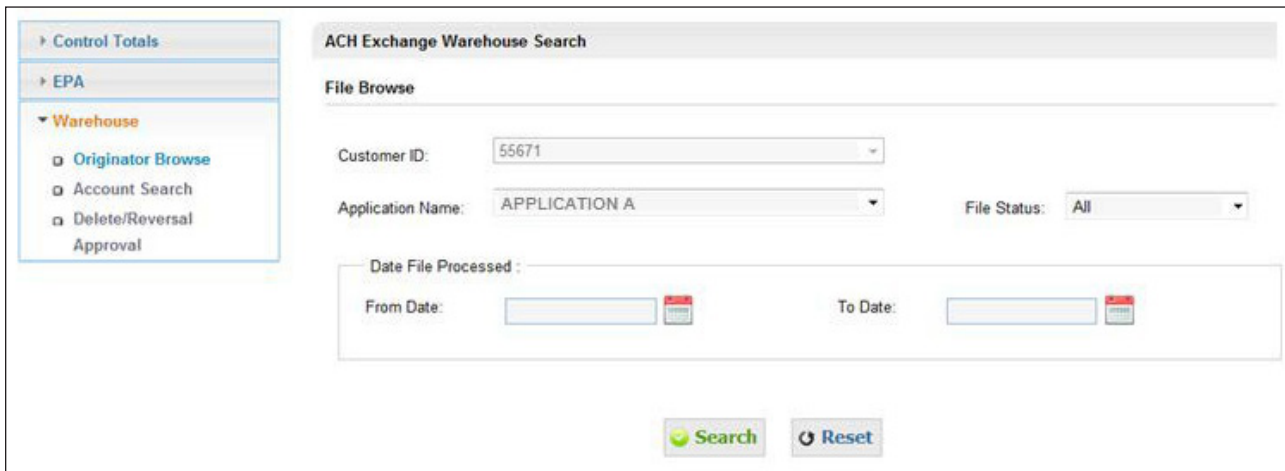 Control Totals
EPA
Warehouse
Originator Browse
Account Search
Delete/Reversal
Approval
ACH Exchange Warehouse Search
File Browse
Customer ID: 55671
Application Name: APPLICATION A File Status: All
Date File Processed :
From Date: To Date:
Search Reset